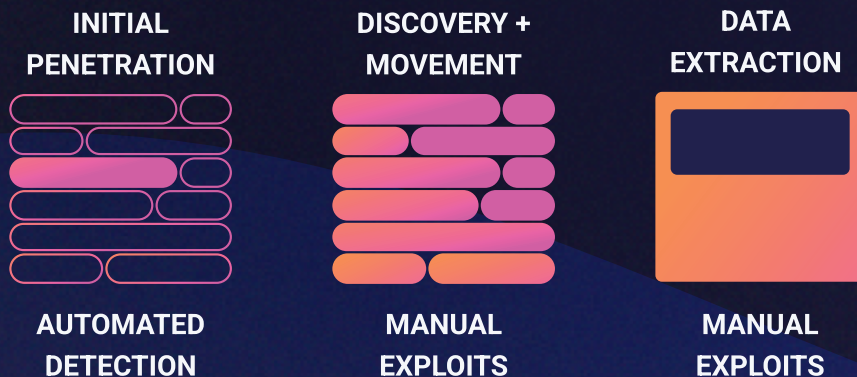 INITIAL
PENETRATION
DISCOVERY +
MOVEMENT
DATA
EXTRACTION
AUTOMATED
DETECTION
MANUAL
EXPLOITS
MANUAL
EXPLOITS